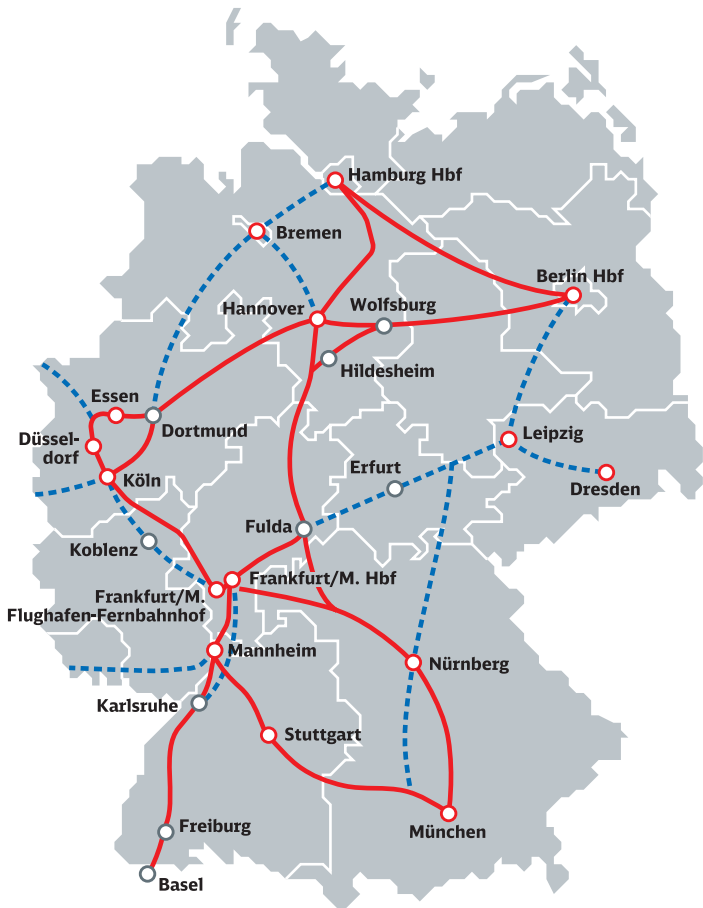 Hamburg Hbf
Bremen
Berlin Hbf
Hannover
Wolfsburg
Hildesheim
Essen
Dortmund
Düssel-
dorf
Leipzig
Köln
Erfurt
Dresden
Fulda
Koblenz
Frankfurt/M. Hbf
Frankfurt/M.
Flughafen-Fernbahnhof
Mannheim
Nürnberg
Karlsruhe
Stuttgart
Freiburg
München
Basel